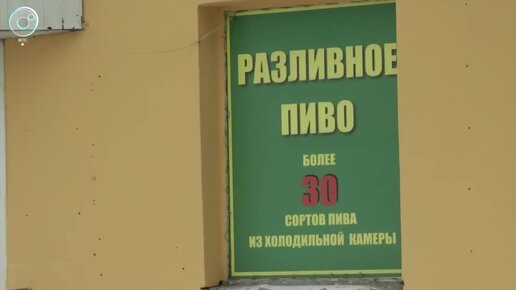 РАЗЛИВНОЕ
ПИВО
БОЛЕЕ
30
СОРТОВ ПИВА
ИЗ ХОЛОДИЛЬНОЙ КАМЕРЫ